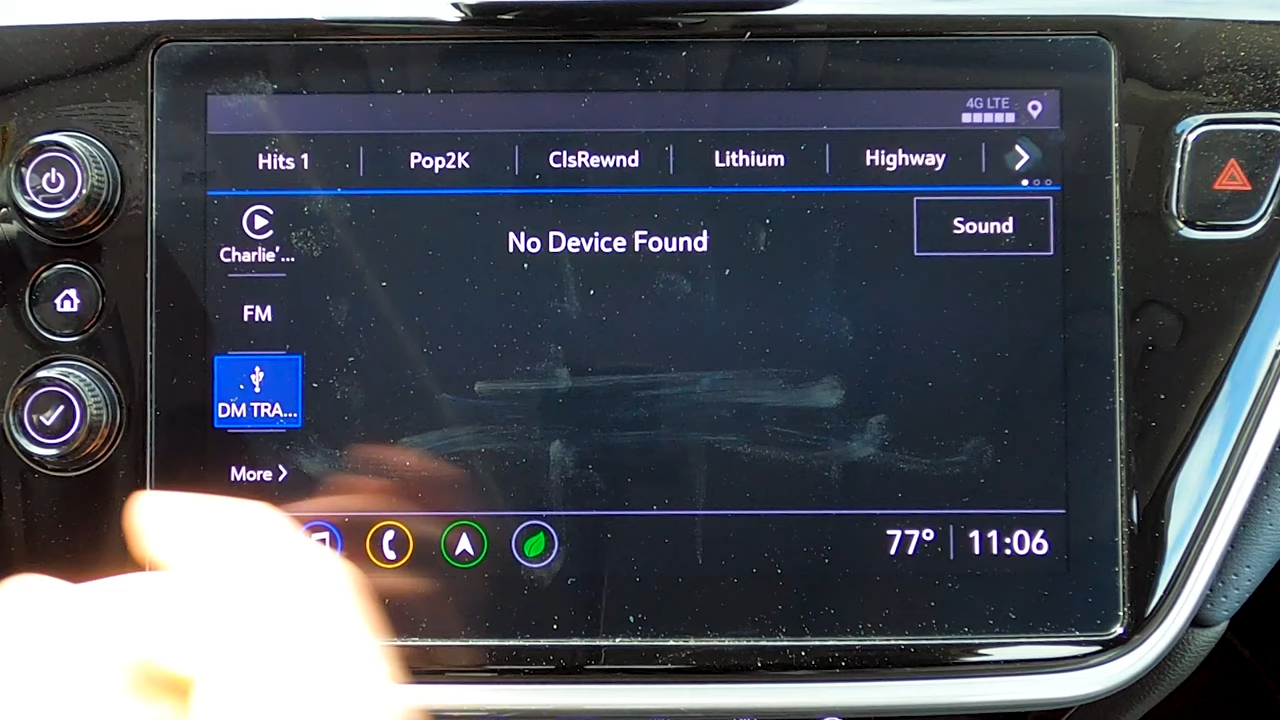 4G LTE
Hits 1
Pop2K
ClsRewnd
Lithium
Highway
Charlie'...
No Device Found
Sound
FM
DM TRA...
More
77°
11:06